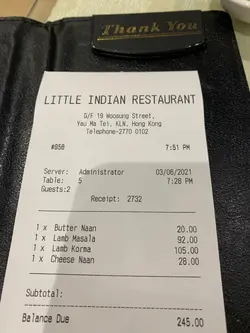 Thank You
LITTLE INDIAN RESTAURANT
G/F 19 Woosung Street,
Yau Ma Tei, KLN, Hong Kong
Telephone-2770 0102
#050 7:51 PM
Server: Administrator 03/06/2021
Table: 5 7:28 PM
Guests:2
Receipt: 2732
1 x Butter Naan 20.00
1 x Lamb Masala 92.00
1 x Lamb Korma 105.00
1 x Cheese Naan 28.00
Subtotal:
Balance Due 245.00